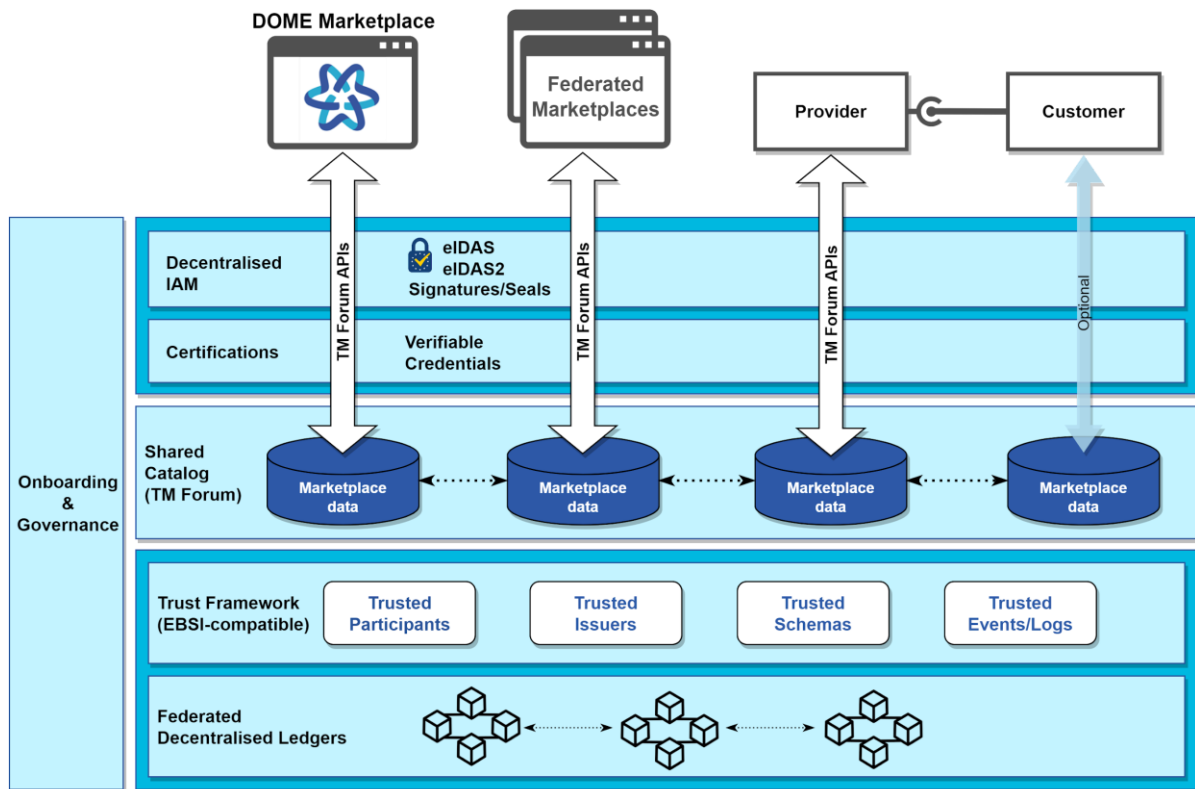 DOME Marketplace
Federated
Marketplaces
Provider
Customer
TM Forum APIs
TM Forum APIs
TM Forum APIs
Optional
Onboarding
&
Governance
Decentralised
IAM
eIDAS
eIDAS2
Signatures/Seals
Certifications
Verifiable
Credentials
Shared
Catalog
(TM Forum)
Marketplace
data
Marketplace
data
Marketplace
data
Marketplace
data
Trust Framework
(EBSI-compatible)
Trusted
Participants
Trusted
Issuers
Trusted
Schemas
Trusted
Events/Logs
Federated
Decentralised Ledgers